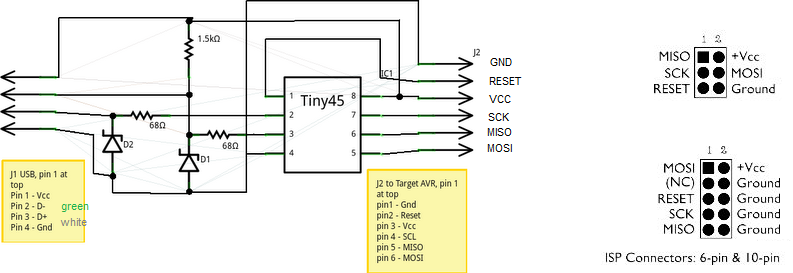 1.5kΩ
J2
IC1
Tiny45
1
2
3
4
8
7
6
5
68Ω
68Ω
D2
D1
GND
RESET
VCC
SCK
MISO
MOSI
J1 USB, pin 1 at
top
Pin 1 - Vcc
Pin 2 - D- green
Pin 3 - D+ white
Pin 4 - Gnd
J2 to Target AVR, pin 1
at top
pin1 - Gnd
pin2 - Reset
pin 3 - Vcc
pin 4 - SCL
pin 5 - MISO
pin 6 - MOSI
1 2
MISO +Vcc
SCK MOSI
RESET Ground
1 2
MOSI +Vcc
(NC) Ground
RESET Ground
SCK Ground
MISO Ground
ISP Connectors: 6-pin & 10-pin